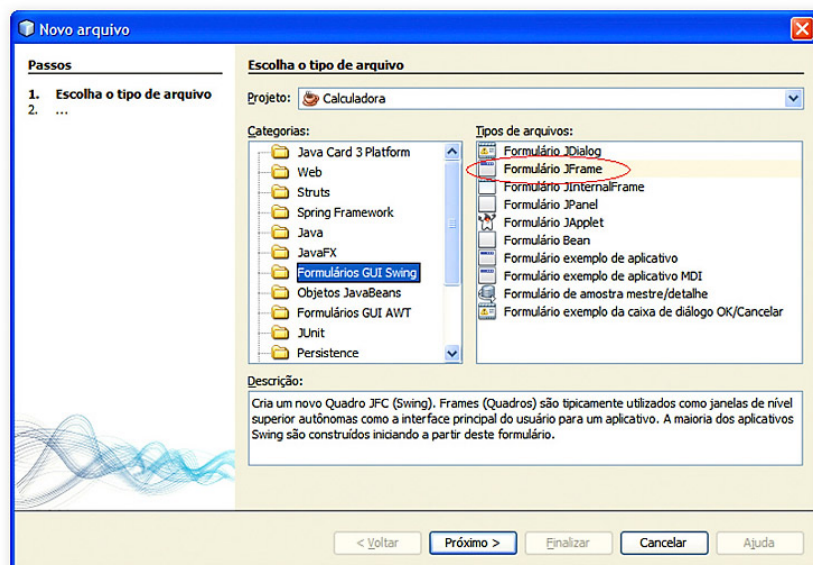 Novo arquivo
Passos
1. Escolha o tipo de arquivo
2. ...
Escolha o tipo de arquivo
Projeto: Calculadora
Categorias:
Java Card 3 Platform
Web
Struts
Spring Framework
Java
JavaFX
Formulários GUI Swing
Objetos JavaBeans
Formulários GUI AWT
JUnit
Persistence
Tipos de arquivos:
Formulário JDialog
Formulário JFrame
Formulário JInternalFrame
Formulário JPanel
Formulário JApplet
Formulário Bean
Formulário exemplo de aplicativo
Formulário exemplo de aplicativo MDI
Formulário de amostra mestre/detalhe
Formulário exemplo da caixa de diálogo OK/Cancelar
Descrição:
Cria um novo Quadro JFC (Swing). Frames (Quadros) são tipicamente utilizados como janelas de nível
superior autônomas como a interface principal do usuário para um aplicativo. A maioria dos aplicativos
Swing são construídos iniciando a partir deste formulário.
< Voltar
Próximo >
Finalizar
Cancelar
Ajuda